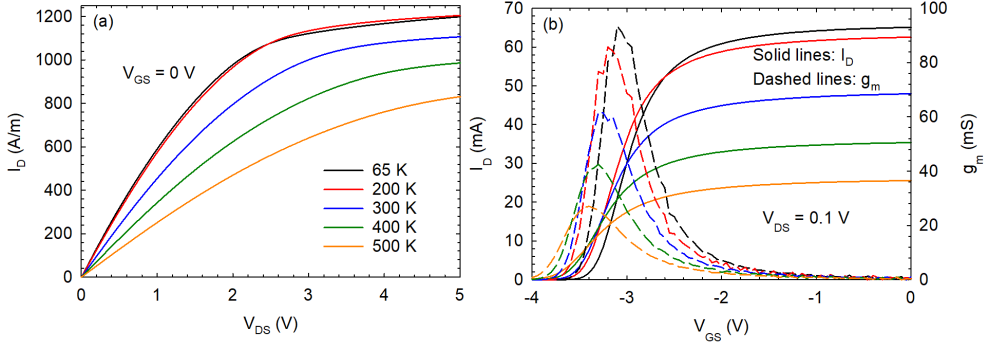 (a)
1200
1000
800
600
400
200
0
I_D (A/m)
V_GS = 0 V
65 K
200 K
300 K
400 K
500 K
0 1 2 3 4 5
V_DS (V)
(b)
70
60
50
40
30
20
10
0
I_D (mA)
Solid lines: I_D
Dashed lines: g_m
V_DS = 0.1 V
100
80
60
40
20
0
g_m (mS)
-4 -3 -2 -1 0
V_GS (V)